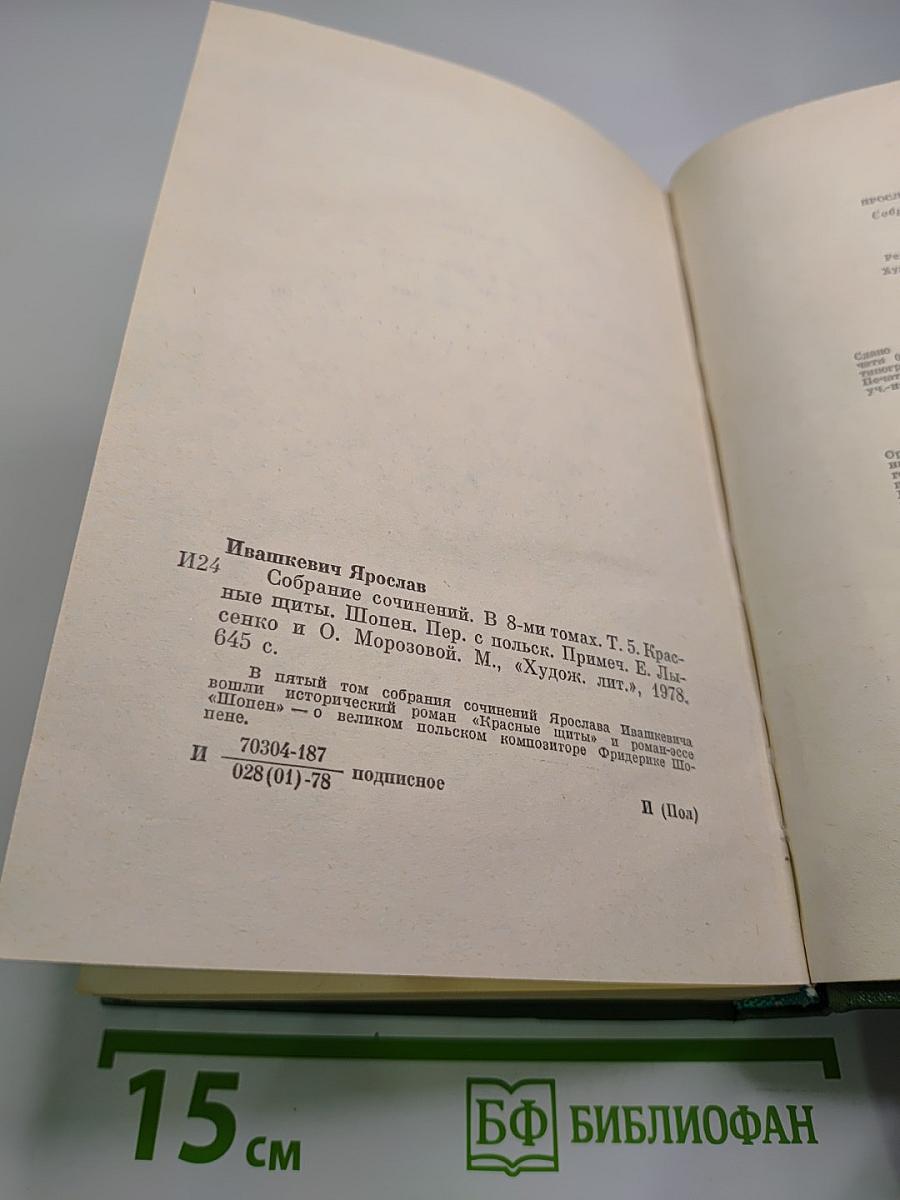 Ивашкевич Ярослав
И24
Собрание сочинений. В 8-ми томах. Т. 5. Крас-
ные щиты. Шопен. Пер. с польск. Примеч. Е. Лы-
сенко и О. Морозовой. М., «Худож. лит.», 1978.
645 с.
В пятый том собрания сочинений Ярослава Ивашкевича
вошли исторический роман «Красные щиты» и роман-эссе
«Шопен» — о великом польском композиторе Фридерике Шо-
пене.
И 70304-187
028(01)-78 подписное
И (Пол)
Сдано
15 см
БФ БИБЛИОФАН